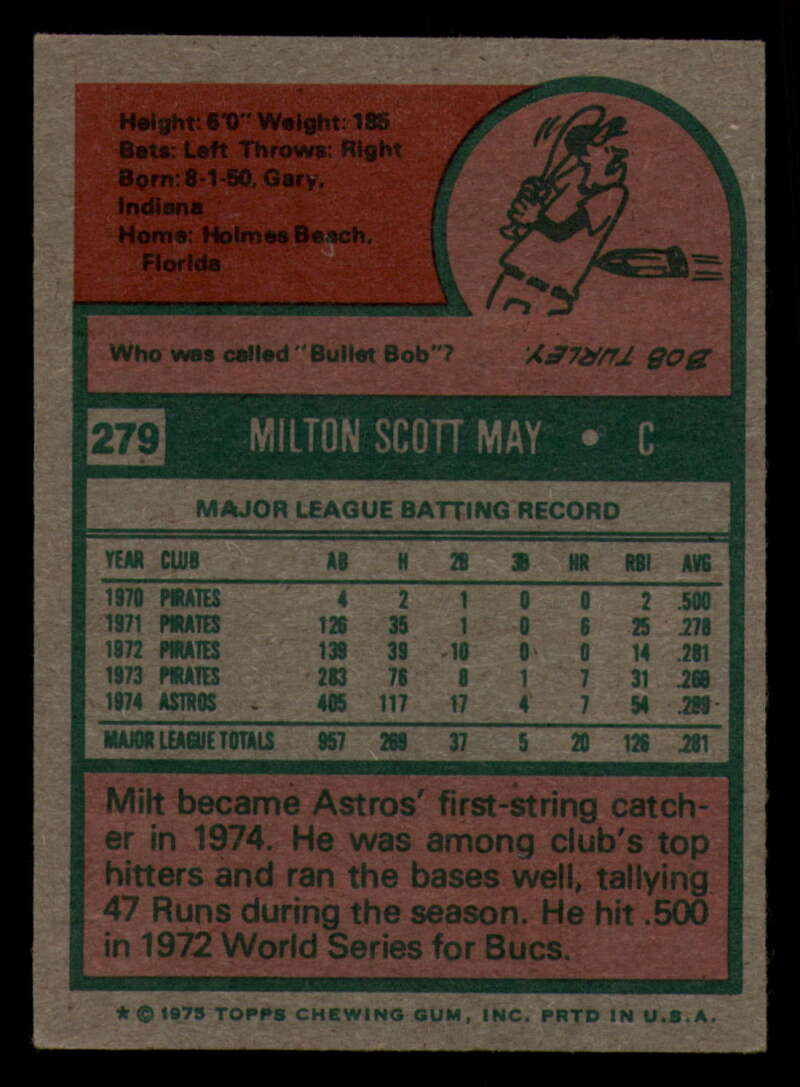 Height: 6'0" Weight: 185
Bats: Left Throws: Right
Born: 8-1-50, Gary,
Indiana
Home: Holmes Beach,
Florida
Who was called "Bullet Bob"?
BOB TURLEY.
279 MILTON SCOTT MAY • C
MAJOR LEAGUE BATTING RECORD
YEAR CLUB AB H 2B 3B HR RBI AVG
1970 PIRATES 4 2 1 0 0 2 .500
1971 PIRATES 126 35 1 0 6 25 .278
1972 PIRATES 139 39 10 0 0 14 .281
1973 PIRATES 283 76 8 1 7 31 .269
1974 ASTROS 405 117 17 4 7 54 .289
MAJOR LEAGUE TOTALS 957 269 37 5 20 126 .281
Milt became Astros' first-string catch-
er in 1974. He was among club's top
hitters and ran the bases well, tallying
47 Runs during the season. He hit .500
in 1972 World Series for Bucs.
* © 1975 TOPPS CHEWING GUM, INC. PRTD IN U.S.A.